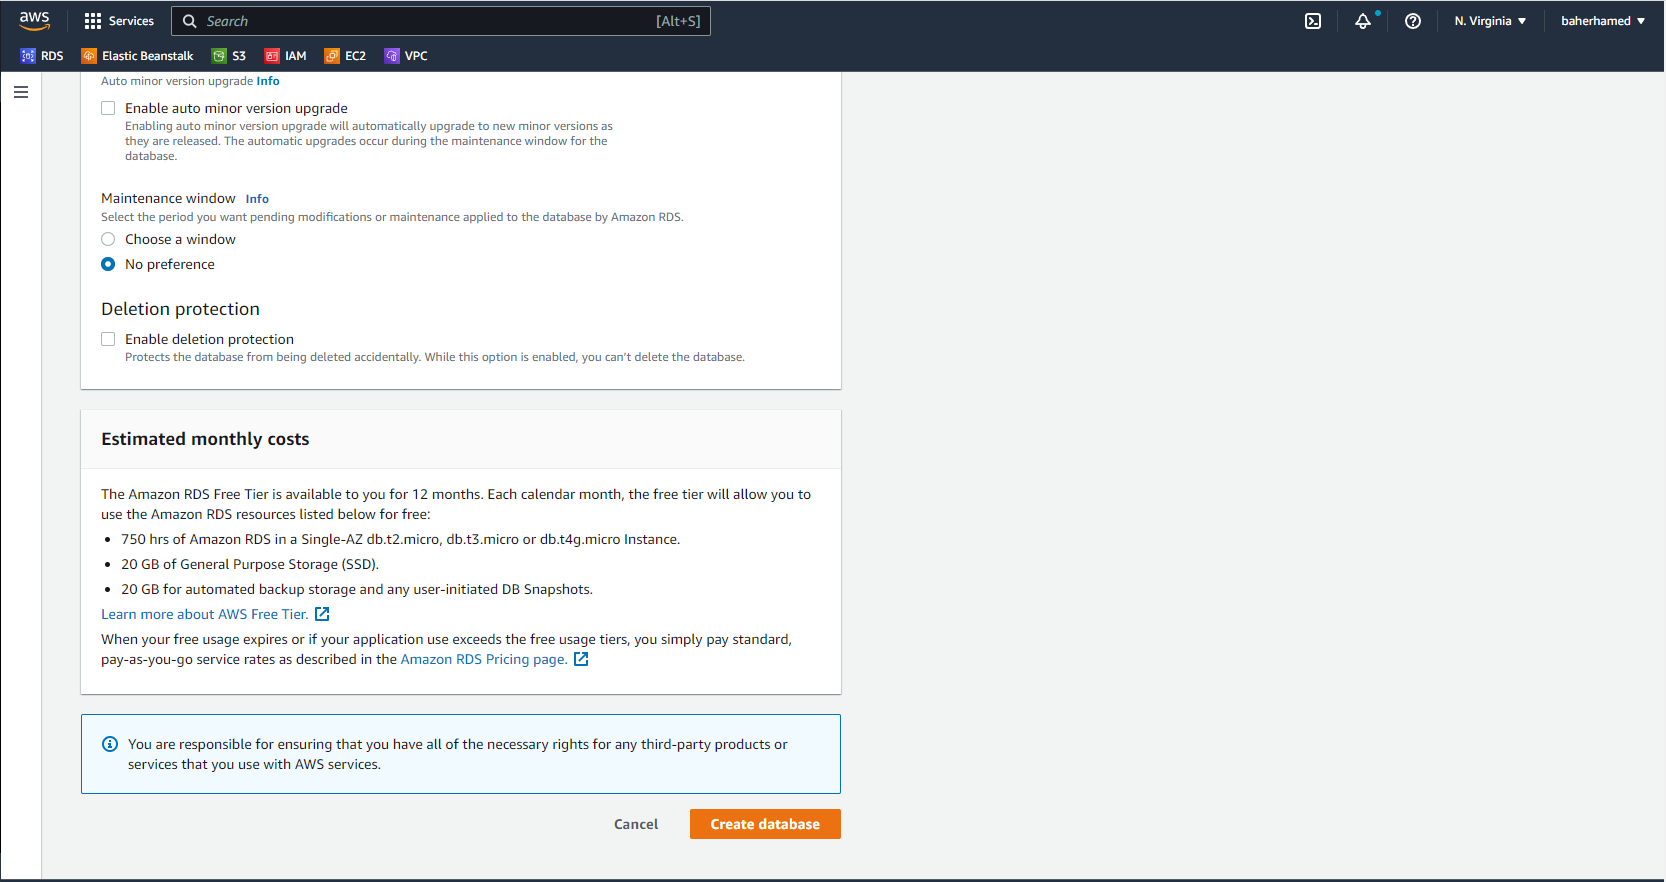 aws Services Search [Alt+S] N. Virginia baherhamed
RDS Elastic Beanstalk S3 IAM EC2 VPC
Auto minor version upgrade Info
Enable auto minor version upgrade
Enabling auto minor version upgrade will automatically upgrade to new minor versions as
they are released. The automatic upgrades occur during the maintenance window for the
database.
Maintenance window Info
Select the period you want pending modifications or maintenance applied to the database by Amazon RDS.
Choose a window
No preference
Deletion protection
Enable deletion protection
Protects the database from being deleted accidentally. While this option is enabled, you can’t delete the database.
Estimated monthly costs
The Amazon RDS Free Tier is available to you for 12 months. Each calendar month, the free tier will allow you to
use the Amazon RDS resources listed below for free:
• 750 hrs of Amazon RDS in a Single-AZ db.t2.micro, db.t3.micro or db.t4g.micro Instance.
• 20 GB of General Purpose Storage (SSD).
• 20 GB for automated backup storage and any user-initiated DB Snapshots.
Learn more about AWS Free Tier.
When your free usage expires or if your application use exceeds the free usage tiers, you simply pay standard,
pay-as-you-go service rates as described in the Amazon RDS Pricing page.
You are responsible for ensuring that you have all of the necessary rights for any third-party products or
services that you use with AWS services.
Cancel Create database